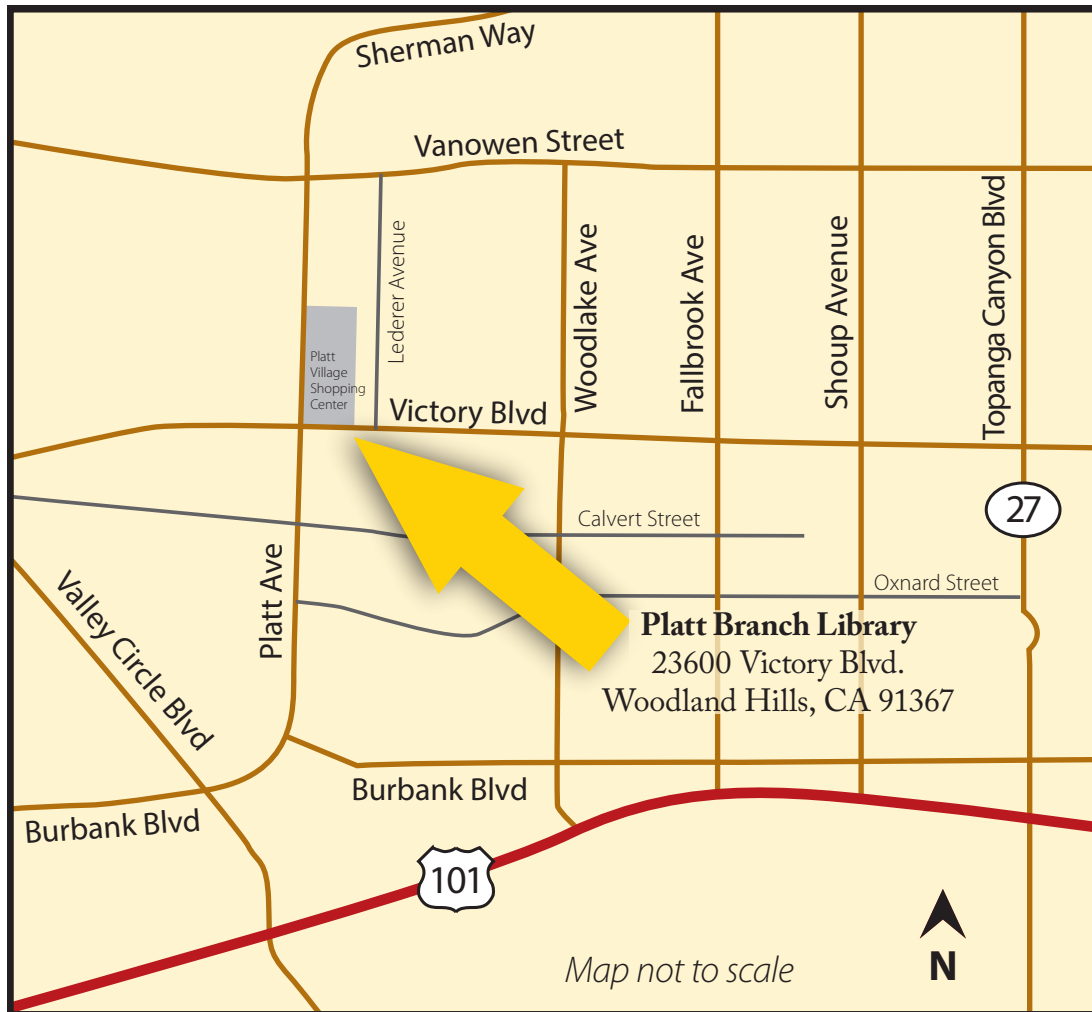 Sherman Way
Vanowen Street
Lederer Avenue
Woodlake Ave
Fallbrook Ave
Shoup Avenue
Topanga Canyon Blvd
Platt
Village
Shopping
Center
Victory Blvd
27
Calvert Street
Oxnard Street
Platt Ave
Valley Circle Blvd
Platt Branch Library
23600 Victory Blvd.
Woodland Hills, CA 91367
Burbank Blvd
Burbank Blvd
101
Map not to scale
N